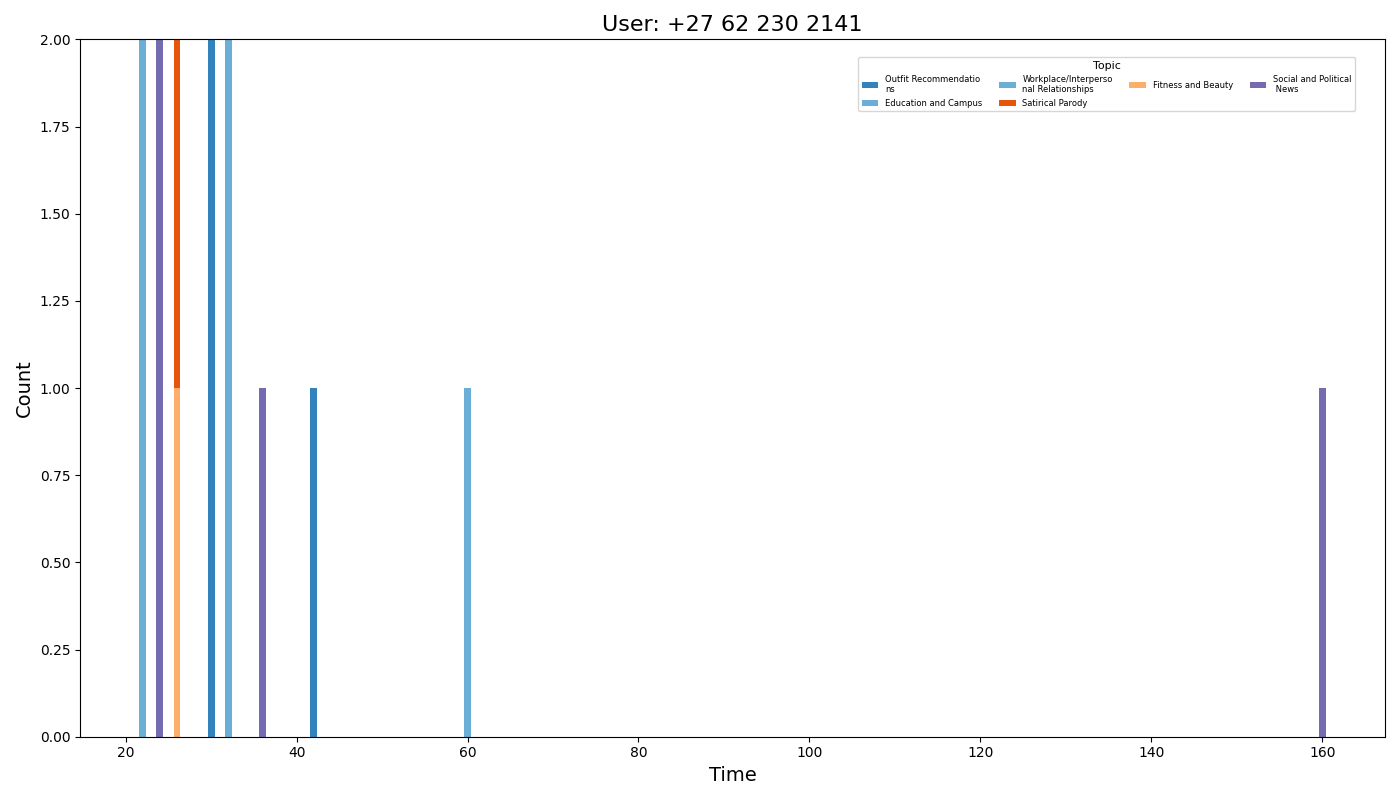 User: +27 62 230 2141
2.00
1.75
1.50
1.25
1.00
0.75
0.50
0.25
0.00
Count
Topic
Outfit Recommendatio
ns
Education and Campus
Workplace/Interperso
nal Relationships
Satirical Parody
Fitness and Beauty
Social and Political
News
20 40 60 80 100 120 140 160
Time